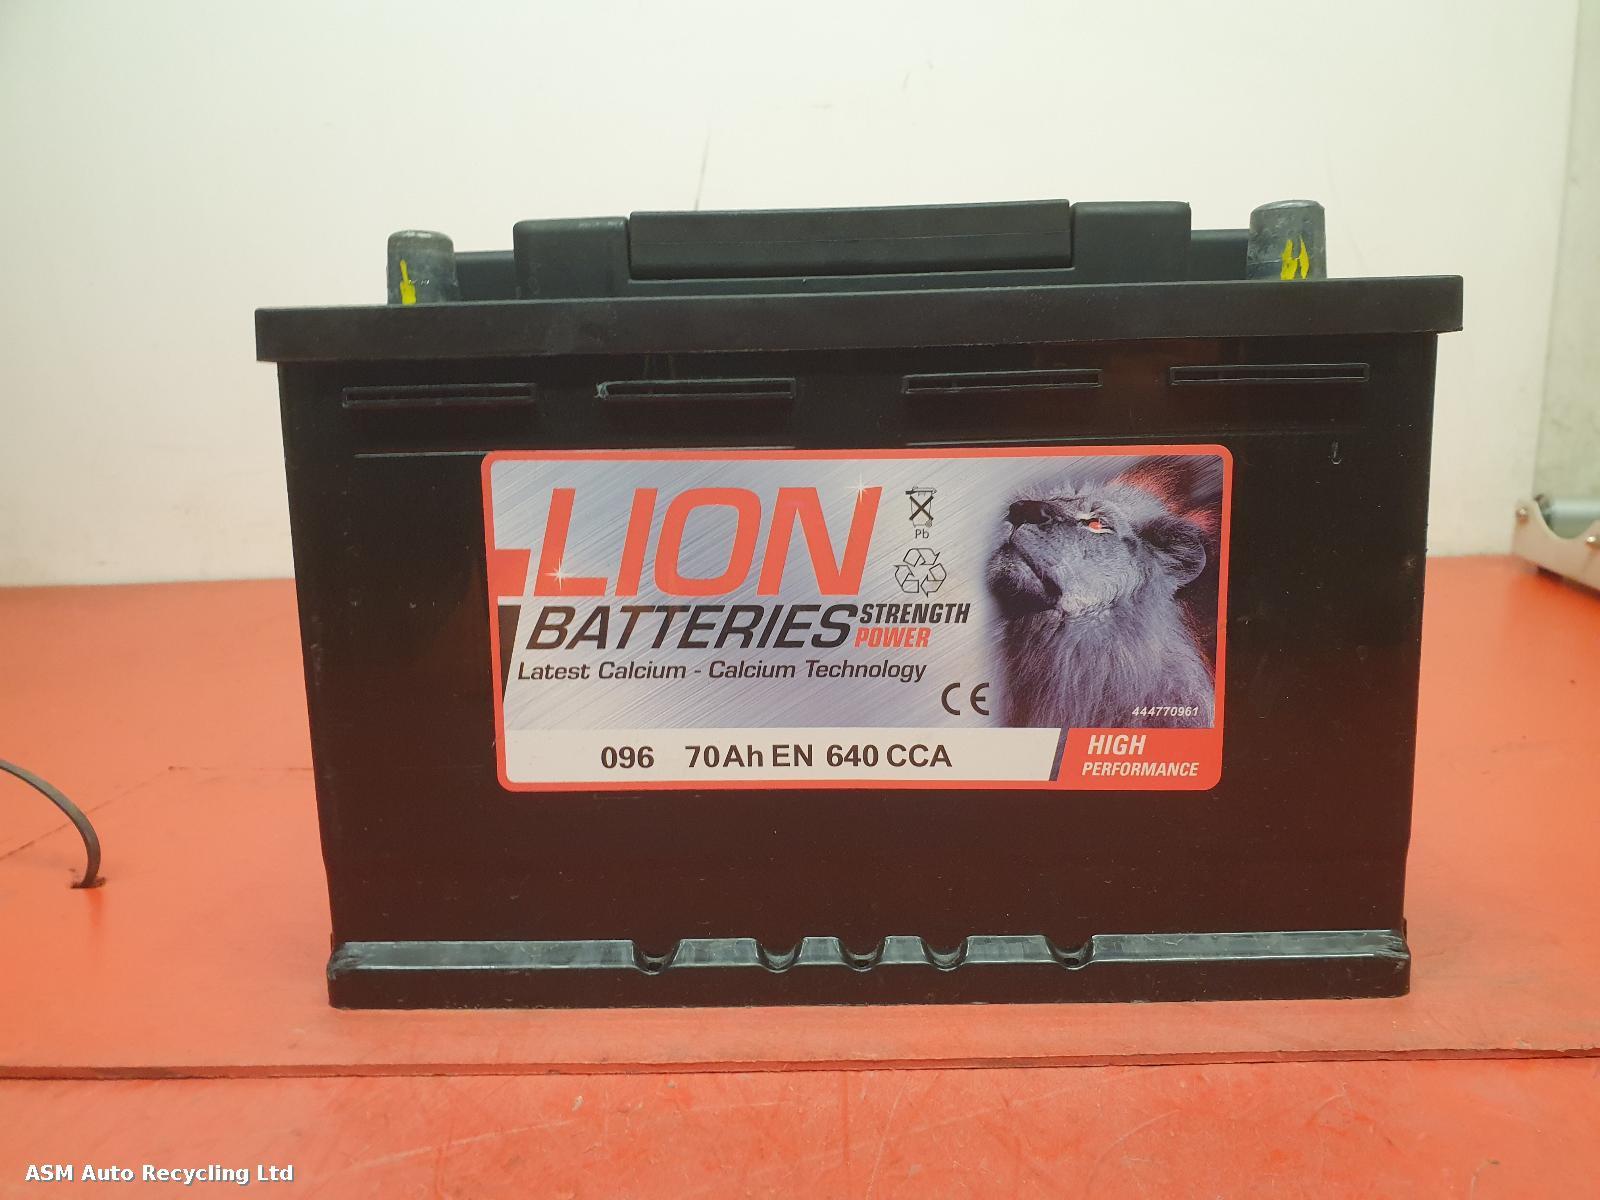 LION
Pb
BATTERIES STRENGTH
POWER
Latest Calcium - Calcium Technology
CE
444770961
096 70Ah EN 640 CCA
HIGH
PERFORMANCE
ASM Auto Recycling Ltd